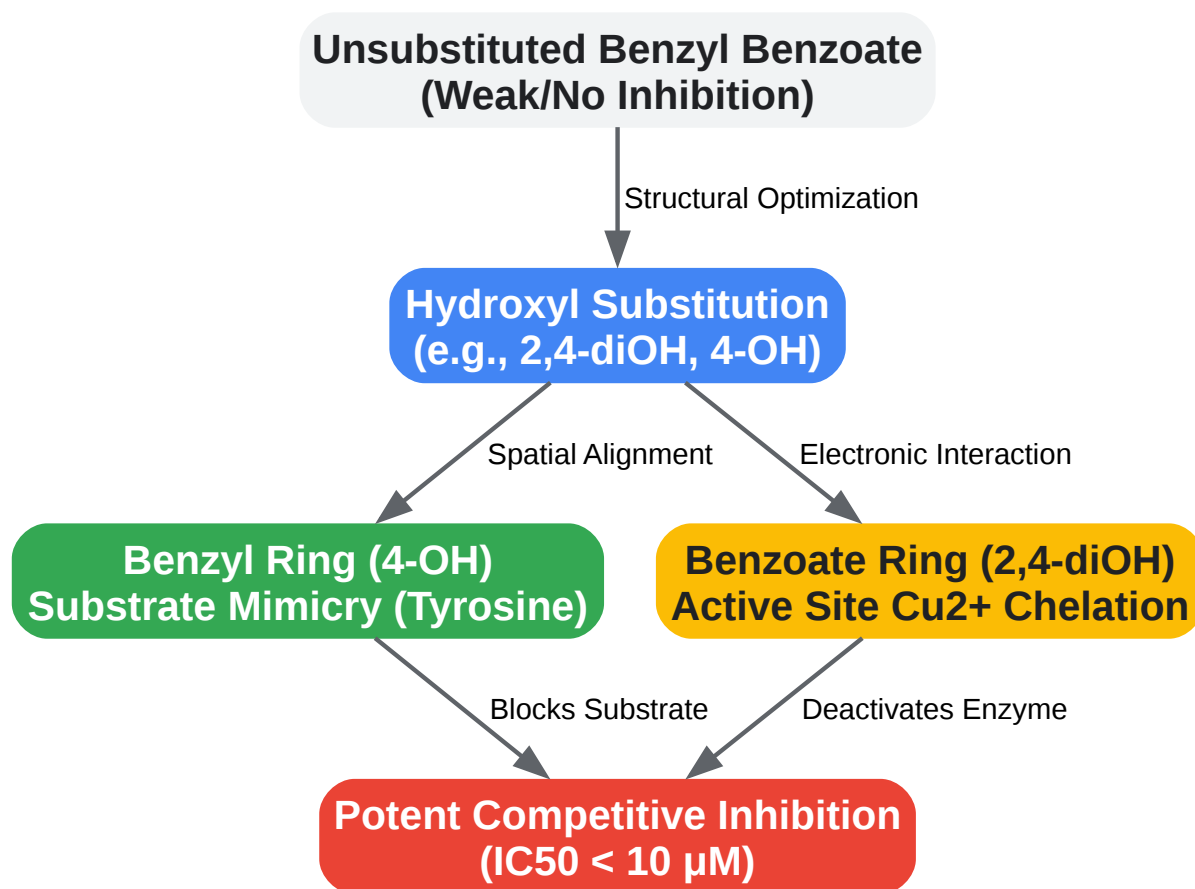 Unsubstituted Benzyl Benzoate
(Weak/No Inhibition)
Structural Optimization
Hydroxyl Substitution
(e.g., 2,4-diOH, 4-OH)
Spatial Alignment
Electronic Interaction
Benzyl Ring (4-OH)
Substrate Mimicry (Tyrosine)
Benzoate Ring (2,4-diOH)
Active Site Cu2+ Chelation
Blocks Substrate
Deactivates Enzyme
Potent Competitive Inhibition
(IC50 < 10 μM)